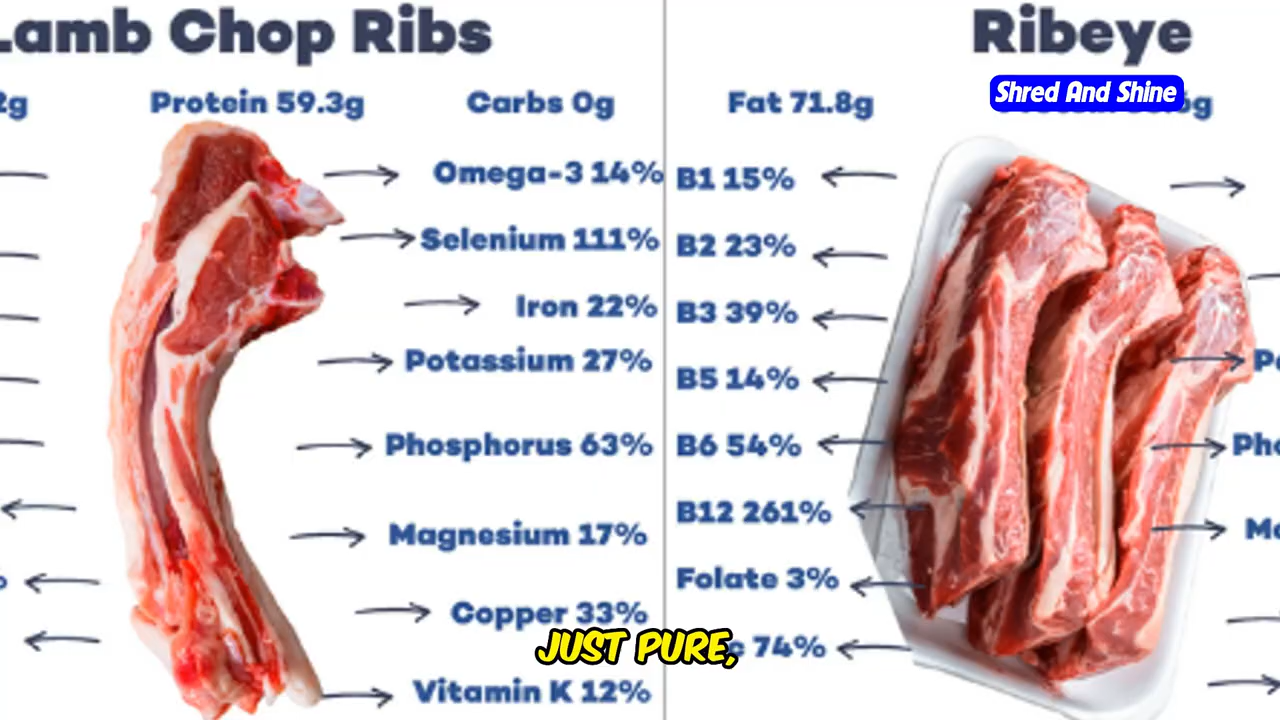 Lamb Chop Ribs
2g
Protein 59.3g
Carbs 0g
Omega-3 14%
Selenium 111%
Iron 22%
Potassium 27%
Phosphorus 63%
Magnesium 17%
Copper 33%
Vitamin K 12%
Ribeye
Fat 71.8g
Shred And Shine
B1 15%
B2 23%
B3 39%
B5 14%
B6 54%
B12 261%
Folate 3%
c 74%
JUST PURE,